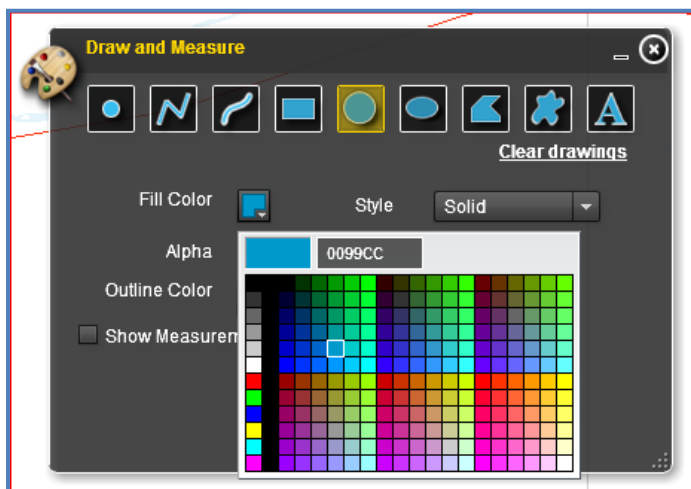 Draw and Measure
A
Clear drawings
Fill Color
Style
Solid
Alpha
0099CC
Outline Color
Show Measurem